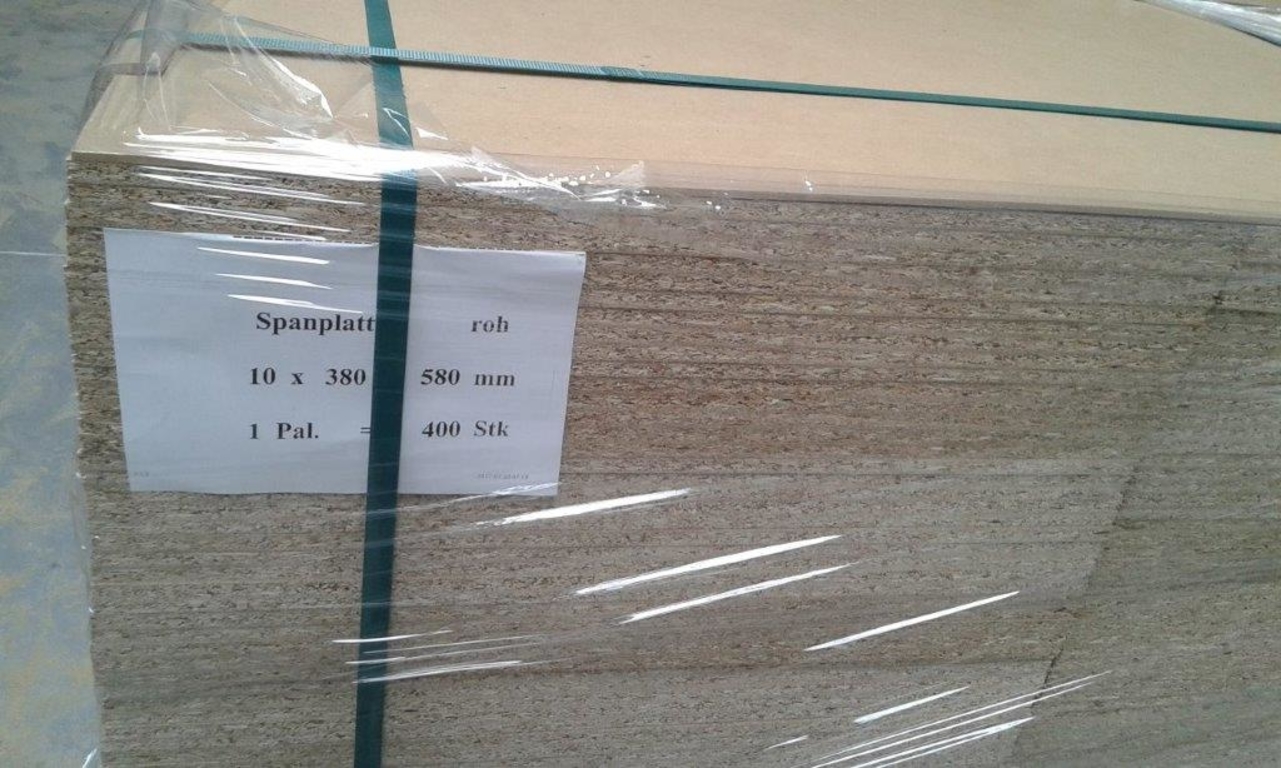 Spanplatt roh
10 x 380 580 mm
1 Pal. = 400 Stk